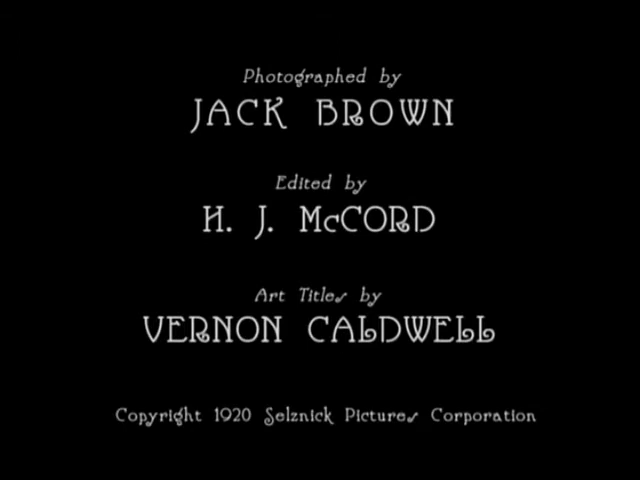 Photographed by
JACK BROWN
Edited by
H. J. McCORD
Art Titles by
VERNON CALDWELL
Copyright 1920 Selznick Pictures Corporation